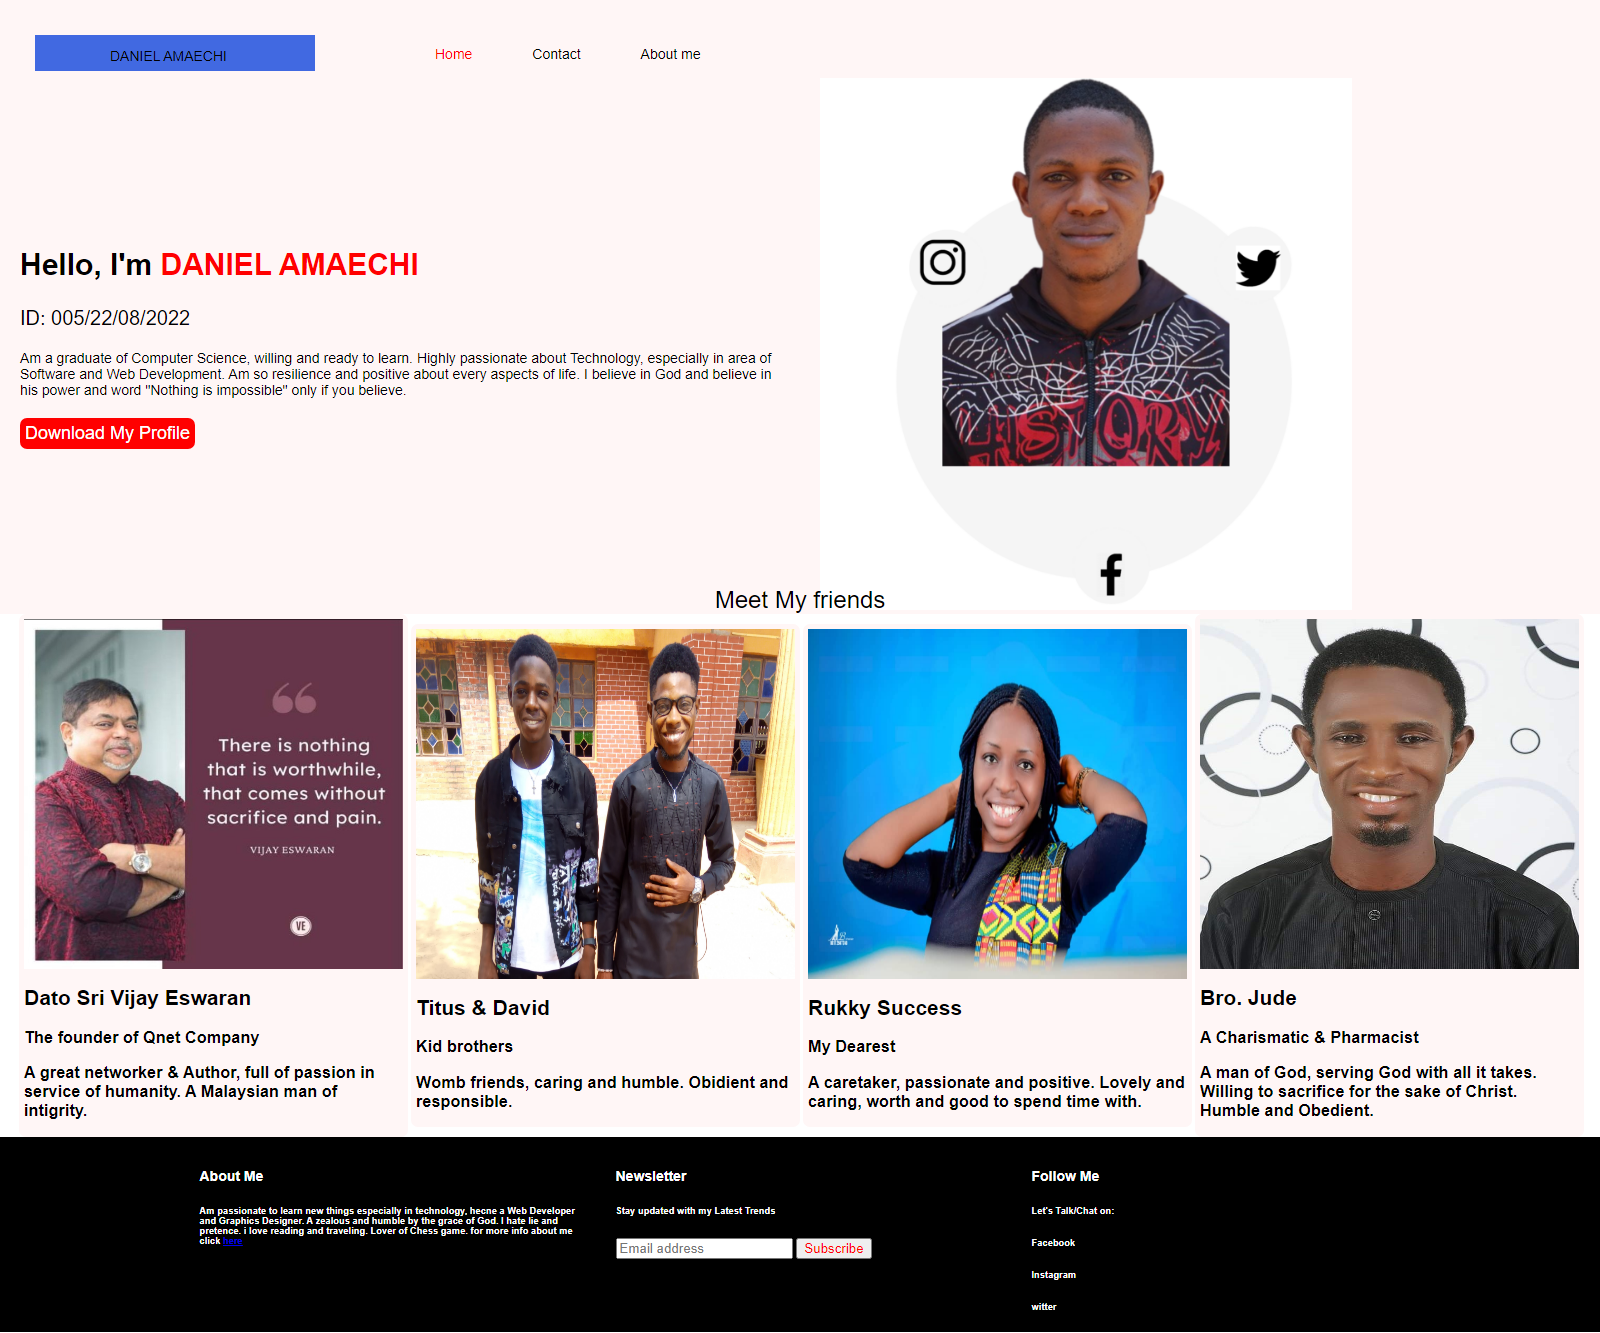 DANIEL AMAECHI
Home
Contact
About me
Hello, I'm DANIEL AMAECHI
ID: 005/22/08/2022
Am a graduate of Computer Science, willing and ready to learn. Highly passionate about Technology, especially in area of
Software and Web Development. Am so resilience and positive about every aspects of life. I believe in God and believe in
his power and word "Nothing is impossible" only if you believe.
Download My Profile
Meet My friends
There is nothing
that is worthwhile,
that comes without
sacrifice and pain.
VIJAY ESWARAN
VE
Dato Sri Vijay Eswaran
The founder of Qnet Company
A great networker & Author, full of passion in
service of humanity. A Malaysian man of
intigrity.
Titus & David
Kid brothers
Womb friends, caring and humble. Obidient and
responsible.
Rukky Success
My Dearest
A caretaker, passionate and positive. Lovely and
caring, worth and good to spend time with.
Bro. Jude
A Charismatic & Pharmacist
A man of God, serving God with all it takes.
Willing to sacrifice for the sake of Christ.
Humble and Obedient.
About Me
Am passionate to learn new things especially in technology, hecne a Web Developer
and Graphics Designer. A zealous and humble by the grace of God. I hate lie and
pretence. i love reading and traveling. Lover of Chess game. for more info about me
click here
Newsletter
Stay updated with my Latest Trends
Email address
Subscribe
Follow Me
Let's Talk/Chat on:
Facebook
Instagram
witter